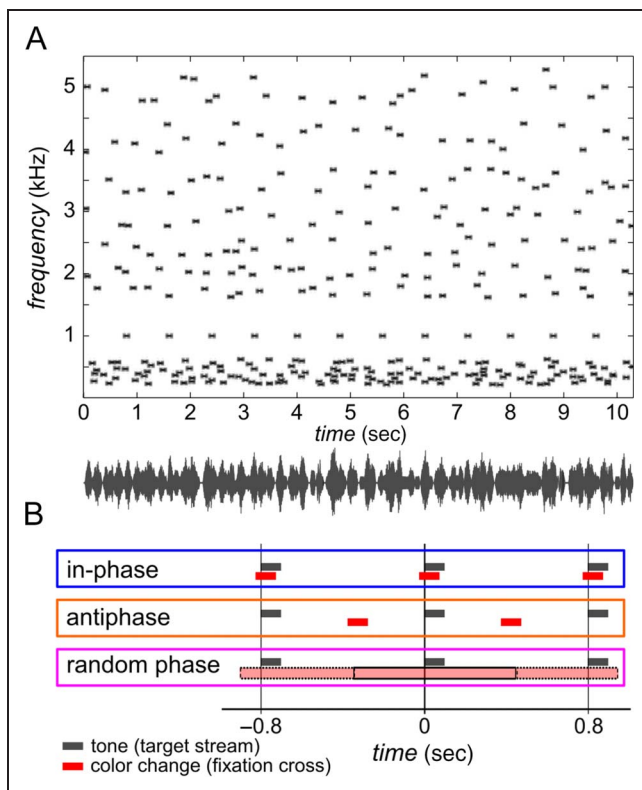 A
frequency (kHz)
5
4
3
2
1
0 1 2 3 4 5 6 7 8 9 10
time (sec)
B
in-phase
antiphase
random phase
−0.8 0 0.8
time (sec)
tone (target stream)
color change (fixation cross)